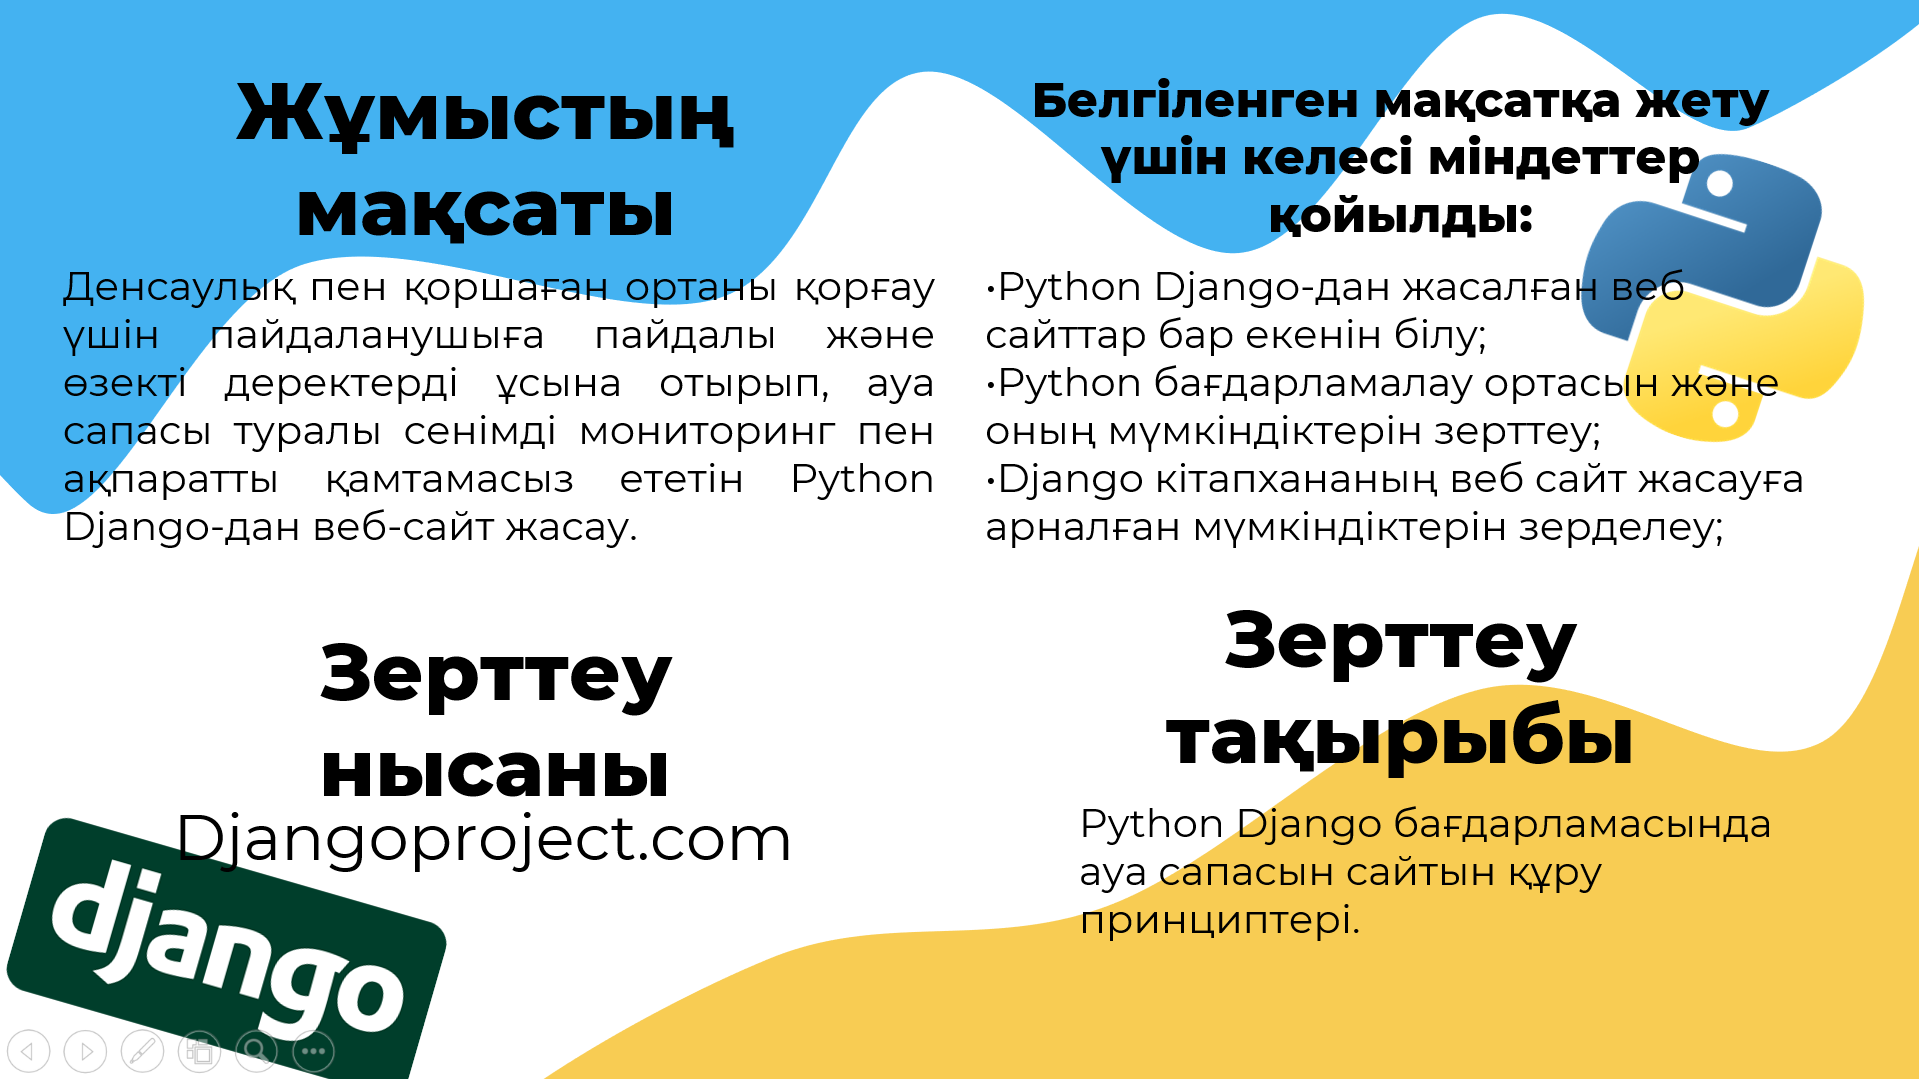 Жұмыстың
мақсаты
Денсаулық пен қоршаған ортаны қорғау
үшін пайдаланушыға пайдалы және
өзекті деректерді ұсына отырып, ауа
сапасы туралы сенімді мониторинг пен
ақпаратты қамтамасыз ететін Python
Django-дан веб-сайт жасау.
Белгіленген мақсатқа жету
үшін келесі міндеттер
қойылды:
•Python Django-дан жасалған веб
сайттар бар екенін білу;
•Python бағдарламалау ортасын және
оның мүмкіндіктерін зерттеу;
•Django кітапхананың веб сайт жасауға
арналған мүмкіндіктерін зерделеу;
Зерттеу
нысаны
Djangoproject.com
django
Зерттеу
тақырыбы
Python Django бағдарламасында
ауа сапасын сайтын құру
принциптері.